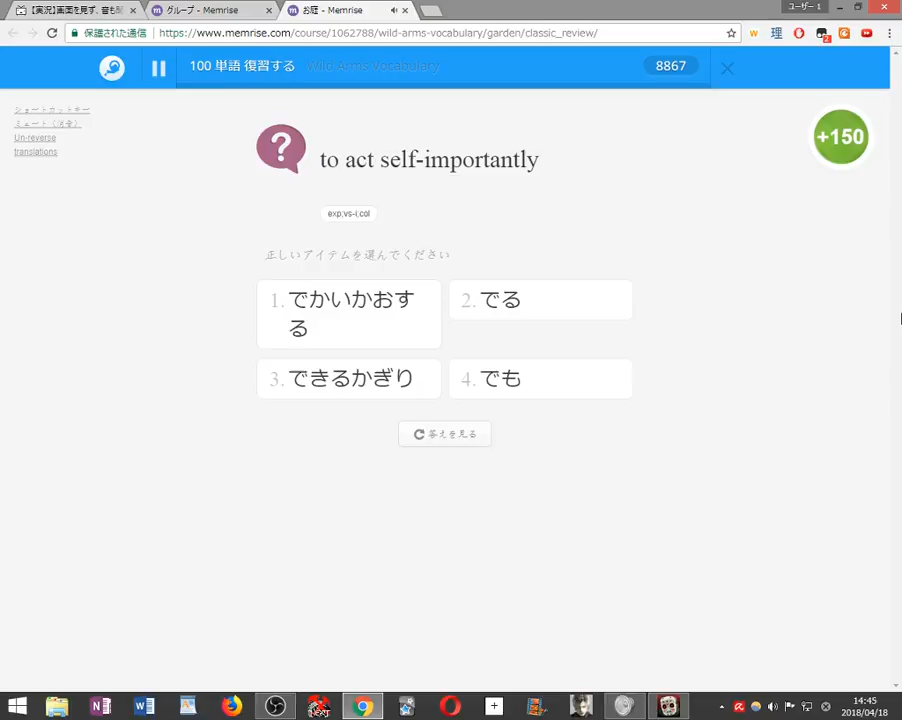 【実況】画面を見ず、音も
グループ - Memrise
お庭 - Memrise
ユーザー 1
保護された通信
https://www.memrise.com/course/1062788/wild-arms-vocabulary/garden/classic_review/
100 単語 復習する
Wild Arms Vocabulary
8867
ショートカットキー
ミュート（消音）
Un-reverse
translations
+150
to act self-importantly
exp;vs-i;col
正しいアイテムを選んでください
1. でかいかおす
る
2. でる
3. できるかぎり
4. でも
答えを見る
14:45
2018/04/18